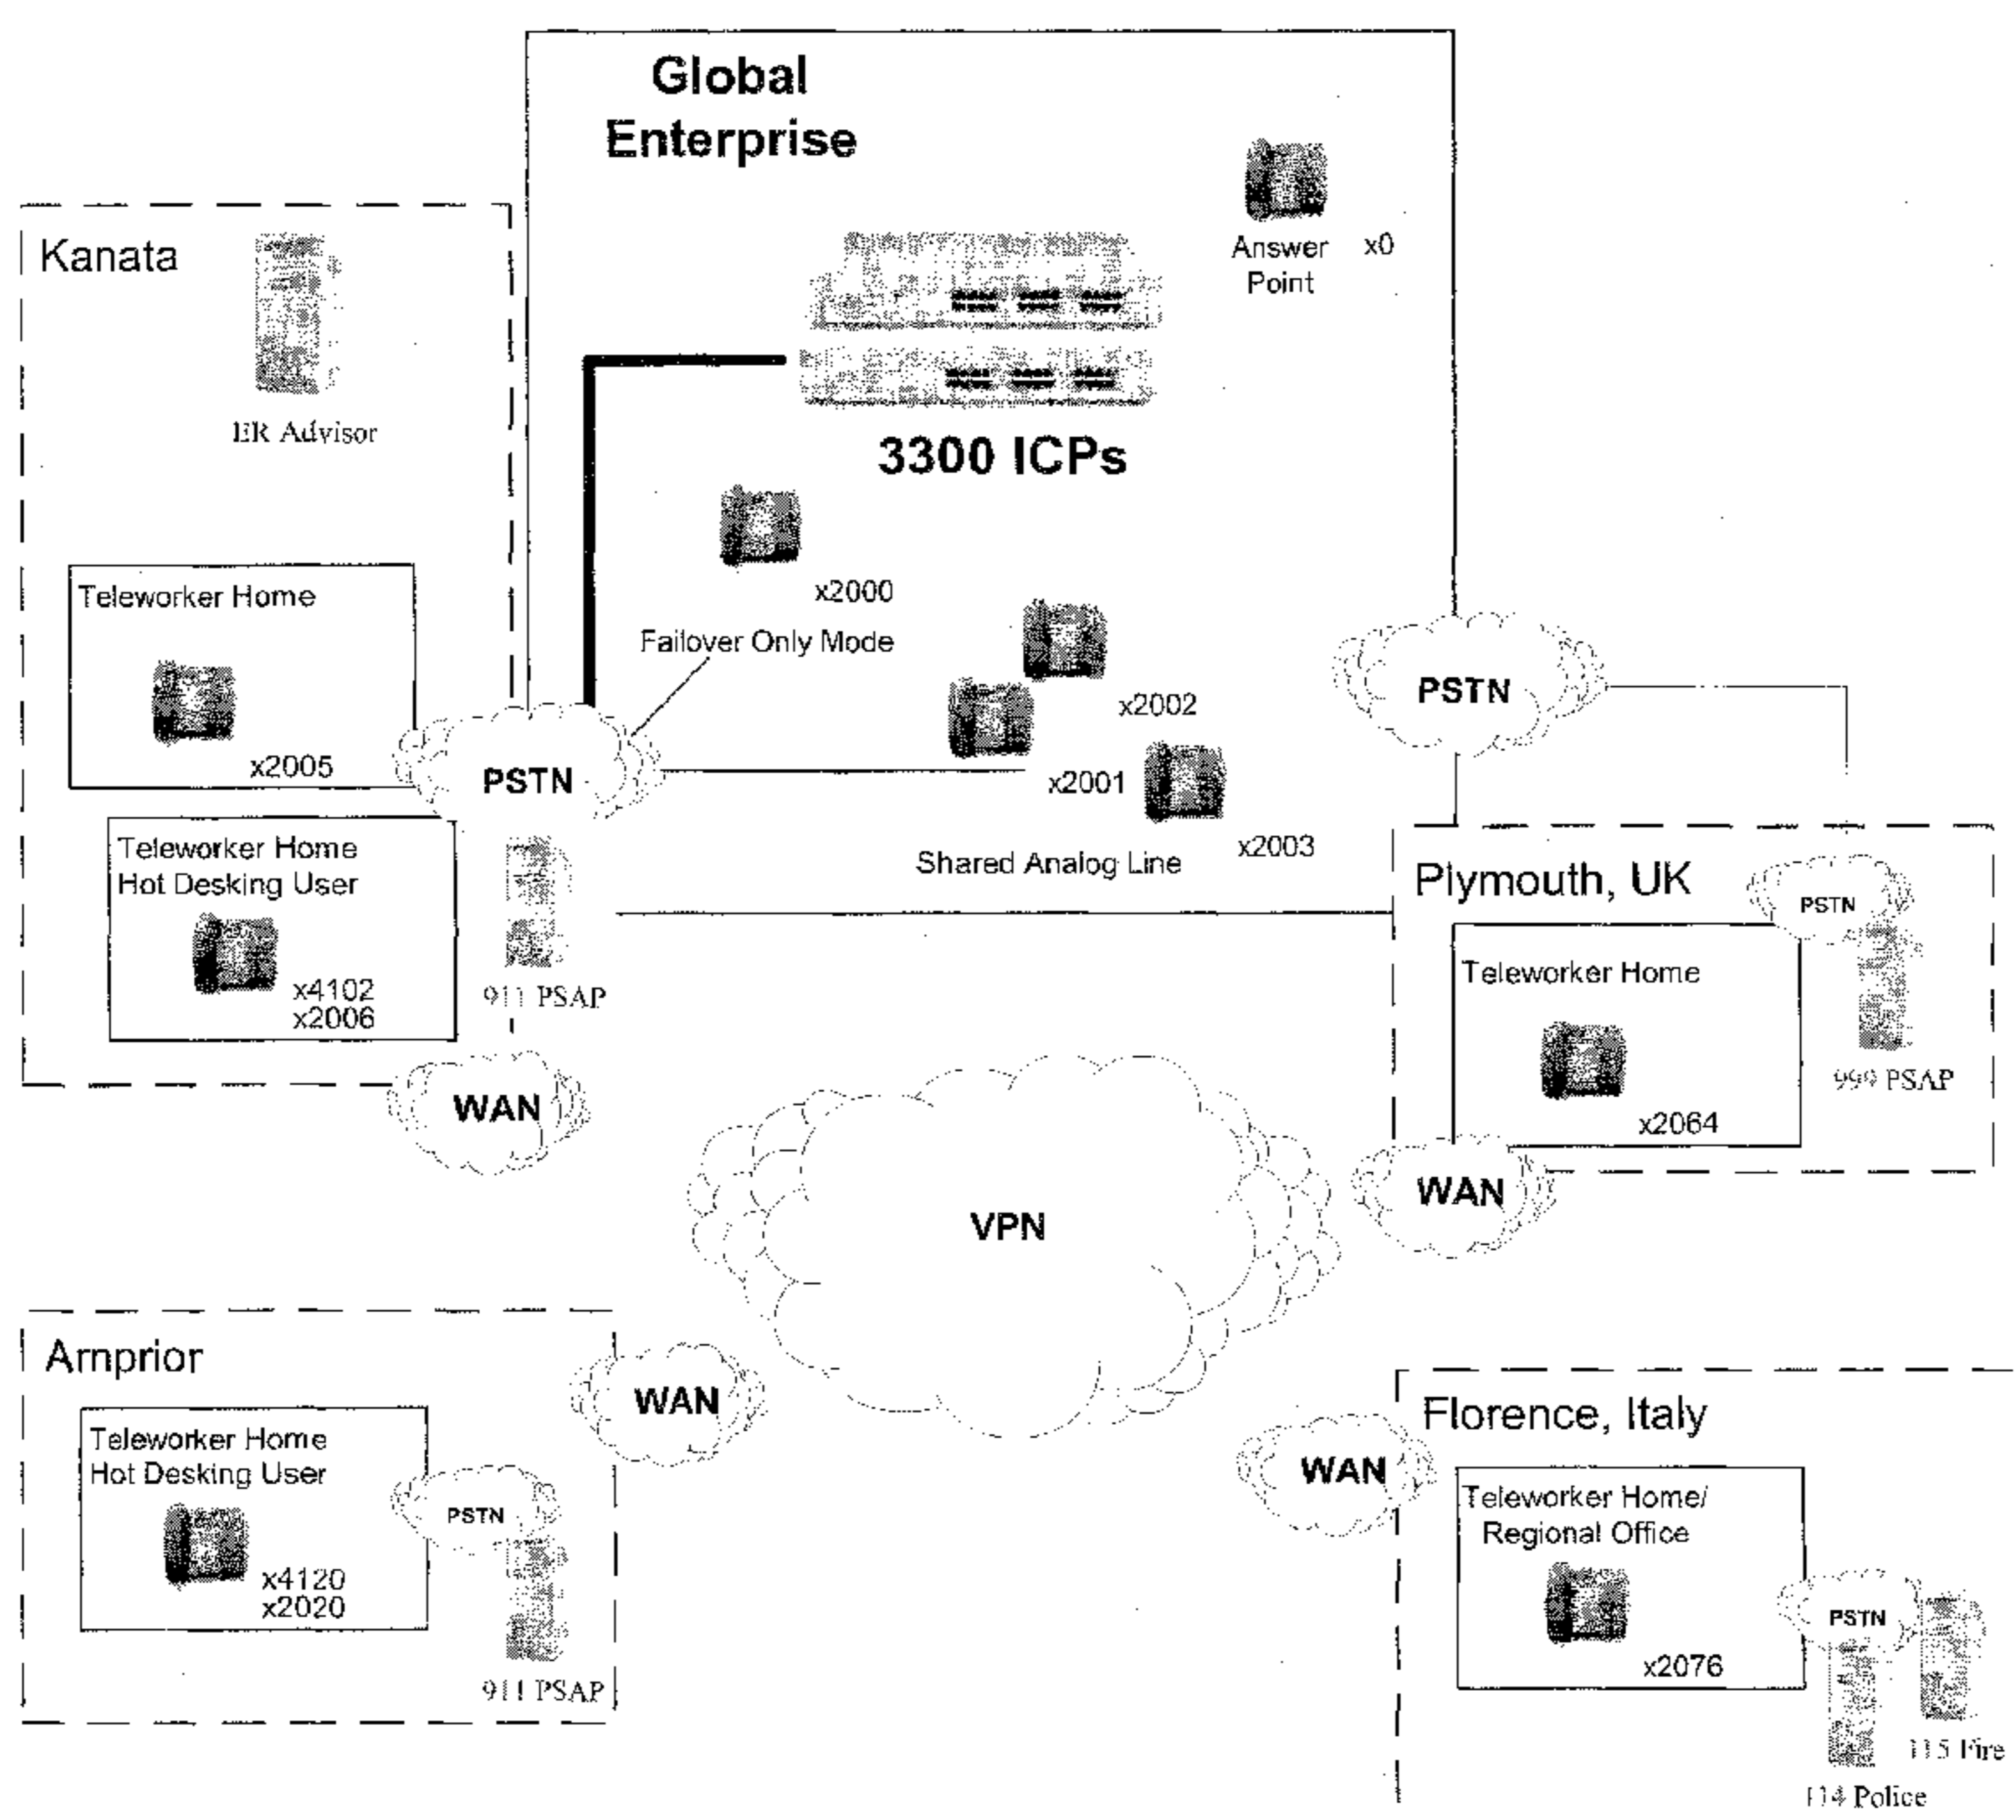 Global
Enterprise
Answer
Point
x0
Kanata
ER Advisor
3300 ICPs
x2000
Failover Only Mode
Teleworker Home
x2005
PSTN
x2002
x2001
x2003
Shared Analog Line
PSTN
Teleworker Home
Hot Desking User
x4102
x2006
911 PSAP
WAN
Plymouth, UK
PSTN
Teleworker Home
x2064
999 PSAP
WAN
VPN
Arnprior
Teleworker Home
Hot Desking User
x4120
x2020
PSTN
911 PSAP
WAN
Florence, Italy
WAN
Teleworker Home/
Regional Office
x2076
PSTN
115 Fire
114 Police